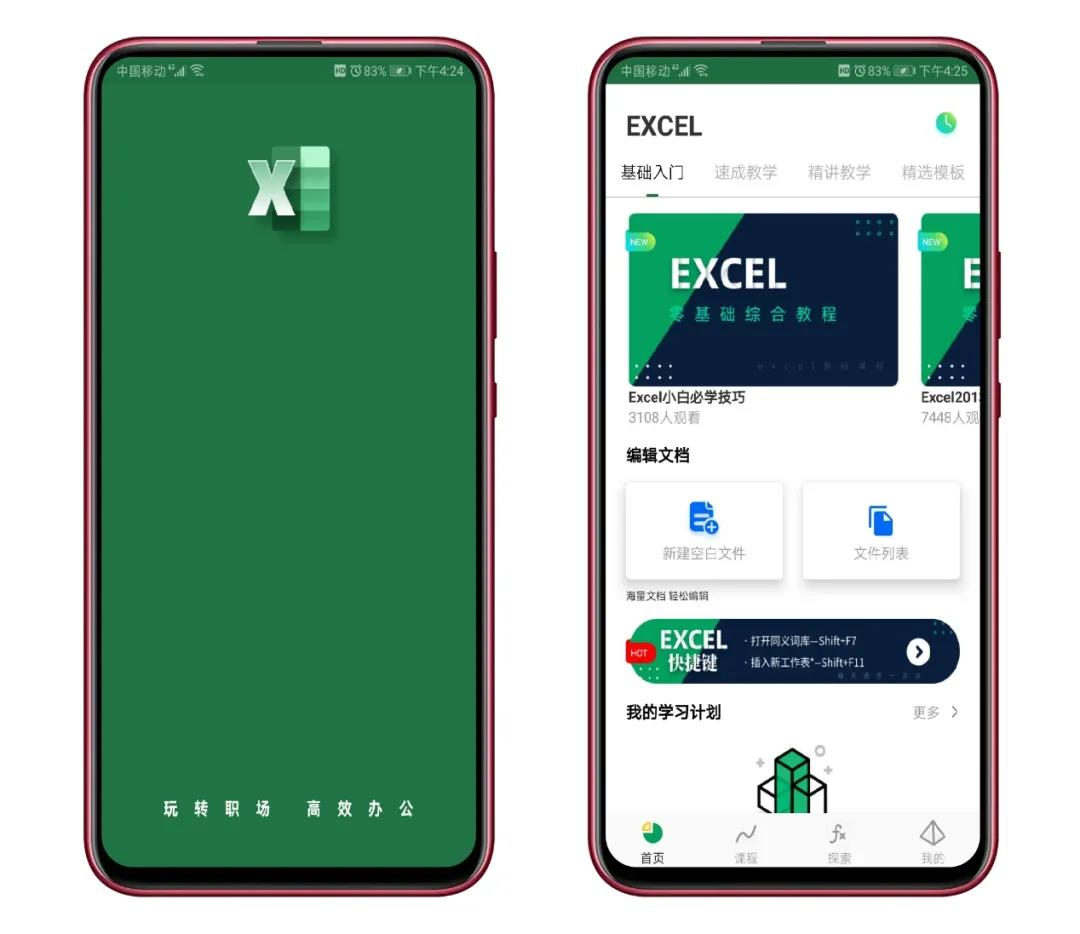 中国移动 4G HD 83% 下午4:24
X
玩转职场 高效办公
中国移动 4G HD 83% 下午4:25
EXCEL
基础入门 速成教学 精讲教学 精选模板
NEW
EXCEL
零基础综合教程
Excel小白必学技巧
3108人观看
NEW
E
零
Excel201
7448人观
编辑文档
新建空白文件 文件列表
海量文档 轻松编辑
HOT
EXCEL
快捷键
· 打开同义词库--Shift+F7
· 插入新工作表*--Shift+F11
我的学习计划 更多
首页 课程 探索 我的